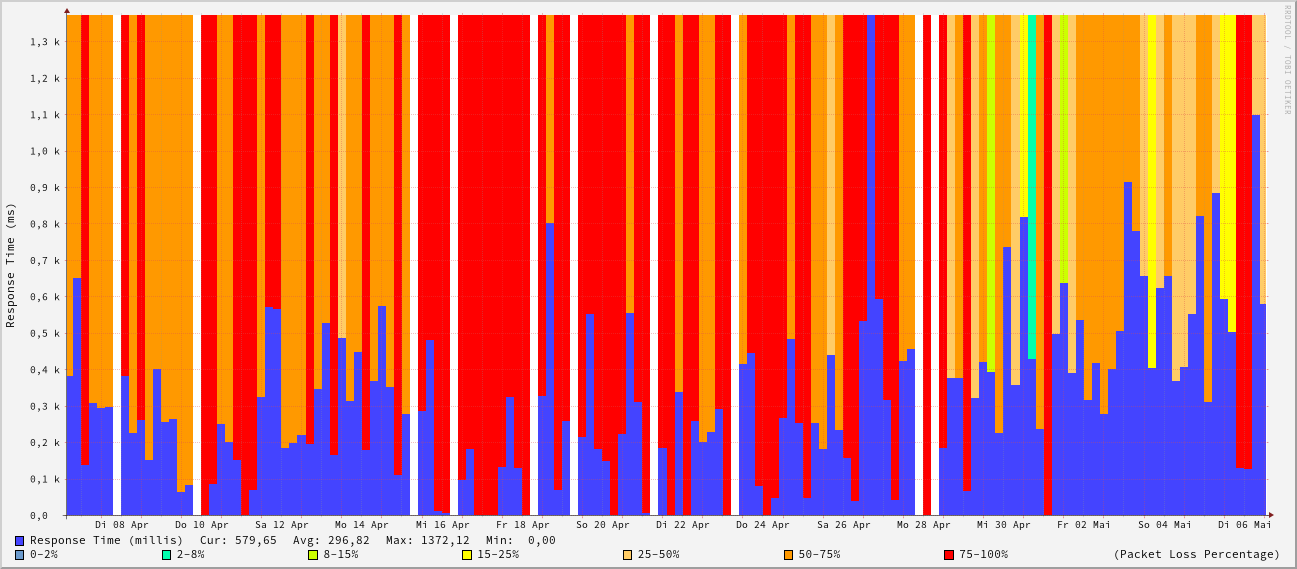 RRDTOOL / TOBI OETIKER
Response Time (ms)
1,3 k
1,2 k
1,1 k
1,0 k
0,9 k
0,8 k
0,7 k
0,6 k
0,5 k
0,4 k
0,3 k
0,2 k
0,1 k
0,0
Di 08 Apr Do 10 Apr Sa 12 Apr Mo 14 Apr Mi 16 Apr Fr 18 Apr So 20 Apr Di 22 Apr Do 24 Apr Sa 26 Apr Mo 28 Apr Mi 30 Apr Fr 02 Mai So 04 Mai Di 06 Mai
Response Time (millis) Cur: 579,65 Avg: 296,82 Max: 1372,12 Min: 0,00
0-2% 2-8% 8-15% 15-25% 25-50% 50-75% 75-100% (Packet Loss Percentage)